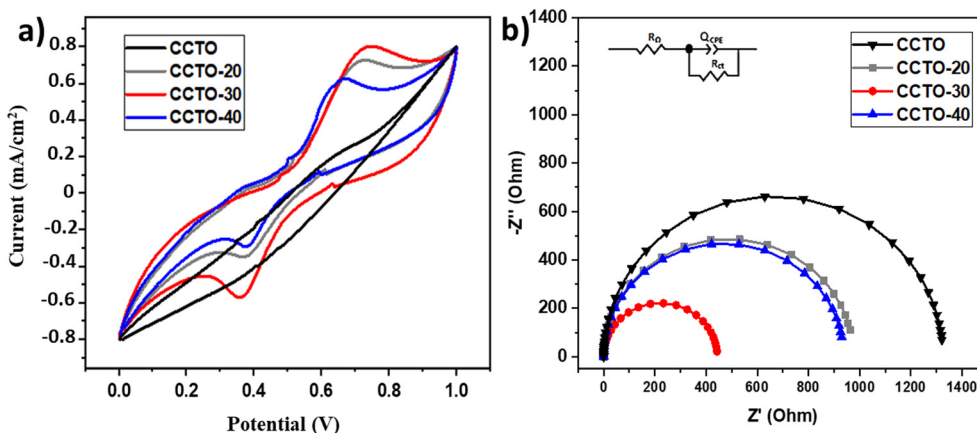 a)
CCTO
CCTO-20
CCTO-30
CCTO-40
0.8
0.6
0.4
0.2
0
-0.2
-0.4
-0.6
-0.8
Current (mA/cm²)
0.0 0.2 0.4 0.6 0.8 1.0
Potential (V)
b)
RΩ
QCPE
Rct
CCTO
CCTO-20
CCTO-30
CCTO-40
1400
1200
1000
800
600
400
200
0
-Z'' (Ohm)
0 200 400 600 800 1000 1200 1400
Z' (Ohm)